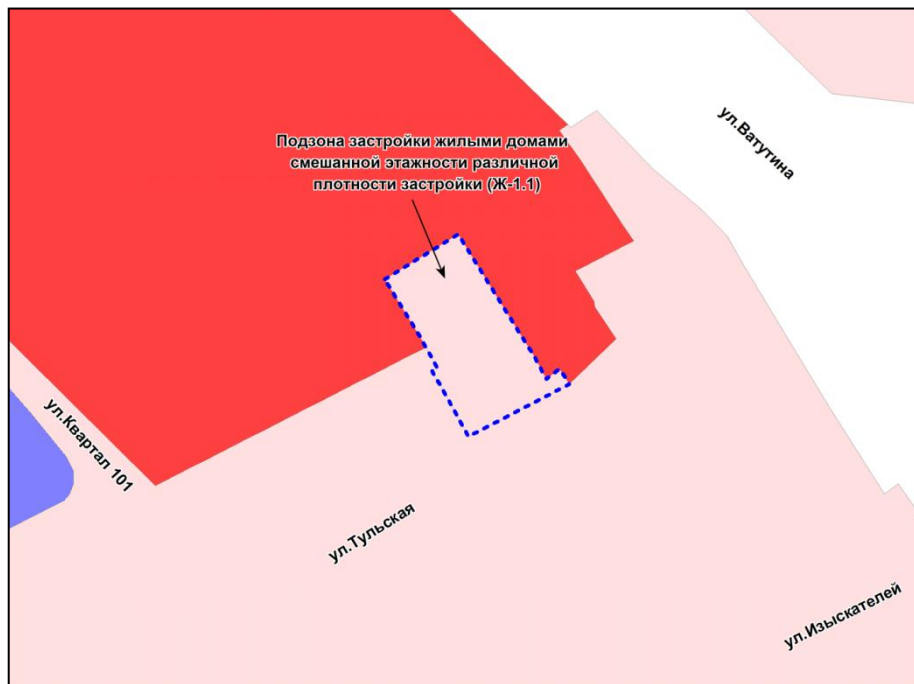 ул.Ватутина
Подзона застройки жилыми домами
смешанной этажности различной
плотности застройки (Ж-1.1)
ул.Квартал 101
ул.Тульская
ул.Изыскателей